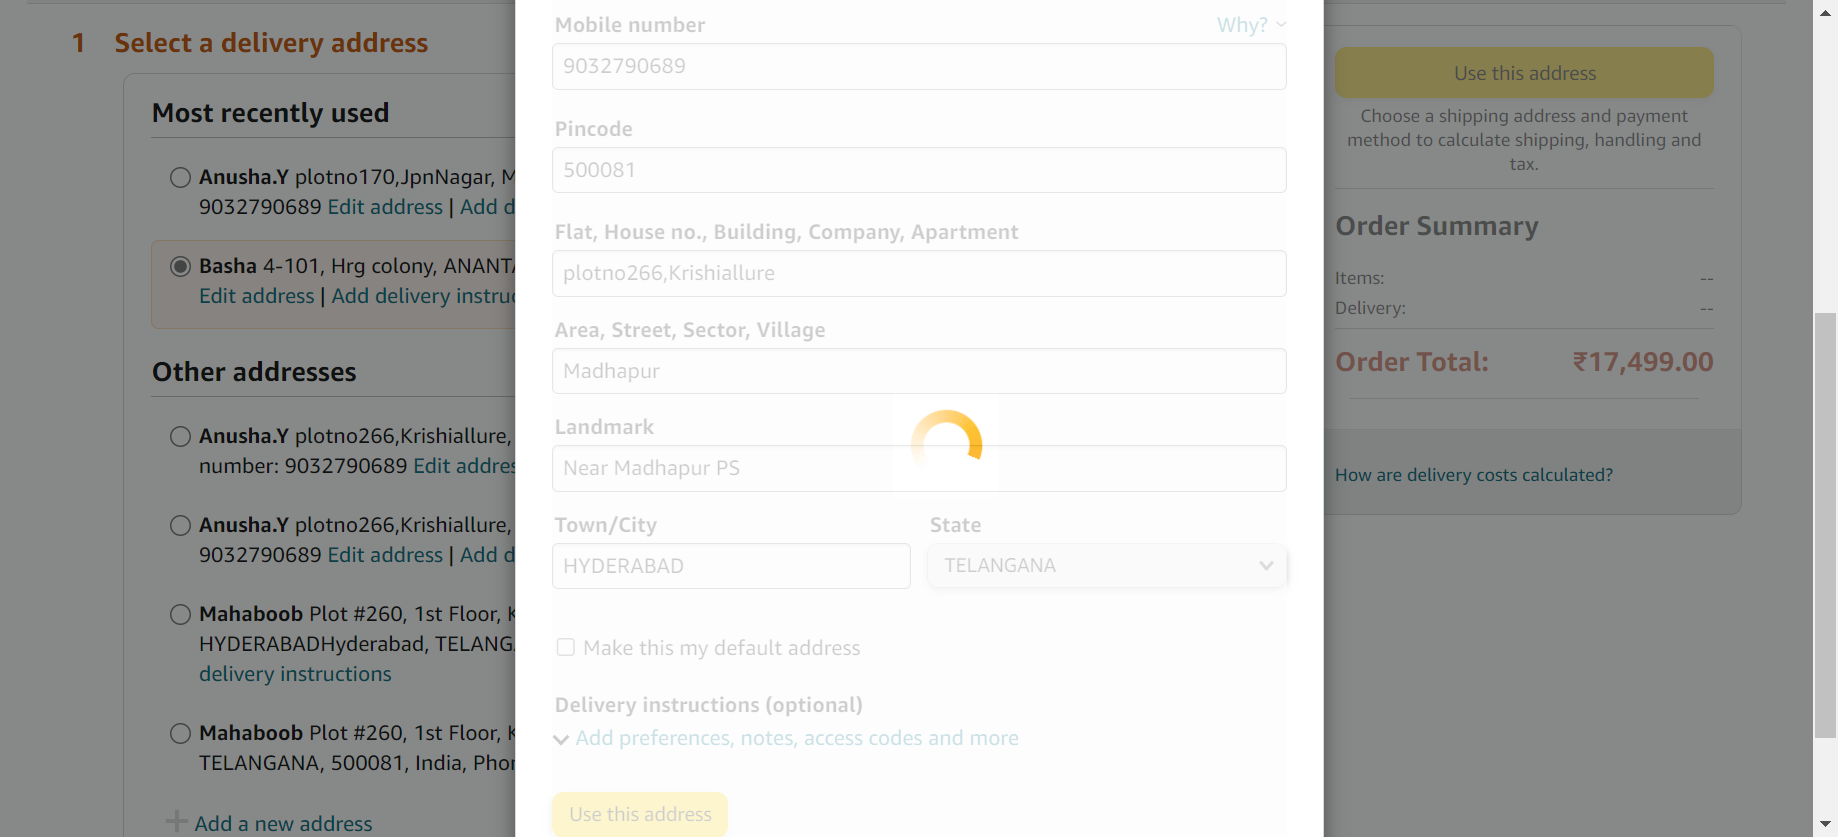 1 Select a delivery address
Most recently used
Anusha.Y plotno170,JpnNagar,
9032790689 Edit address | Add
Basha 4-101, Hrg colony,
Edit address | Add delivery
Other addresses
Anusha.Y plotno266,Krishiallure,
number: 9032790689 Edit
Anusha.Y plotno266,Krishiallure,
9032790689 Edit address | Add
Mahaboob Plot #260, 1st Floor,
HYDERABADHyderabad,
delivery instructions
Mahaboob Plot #260, 1st Floor,
TELANGANA, 500081, India,
Add a new address
Mobile number
Why?
9032790689
Pincode
500081
Flat, House no., Building, Company, Apartment
plotno266,Krishiallure
Area, Street, Sector, Village
Madhapur
Landmark
Near Madhapur PS
Town/City
State
HYDERABAD
TELANGANA
Make this my default address
Delivery instructions (optional)
Add preferences, notes, access codes and more
Use this address
Use this address
Choose a shipping address and payment
method to calculate shipping, handling and
tax.
Order Summary
Items: --
Delivery: --
Order Total: ₹17,499.00
How are delivery costs calculated?